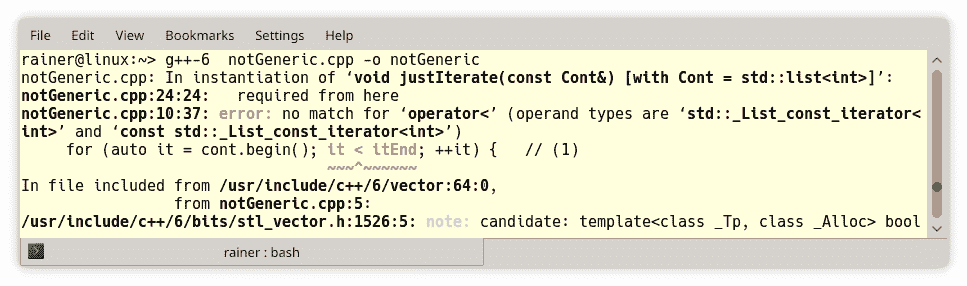 File Edit View Bookmarks Settings Help
rainer@linux:~> g++-6  notGeneric.cpp -o notGeneric
notGeneric.cpp: In instantiation of ‘void justIterate(const Cont&) [with Cont = std::list<int>]’:
notGeneric.cpp:24:24:   required from here
notGeneric.cpp:10:37: error: no match for ‘operator<’ (operand types are ‘std::_List_const_iterator<
int>’ and ‘const std::_List_const_iterator<int>’)
     for (auto it = cont.begin(); it < itEnd; ++it) {   // (1)
                                  ~~~^~~~~~~
In file included from /usr/include/c++/6/vector:64:0,
                 from notGeneric.cpp:5:
/usr/include/c++/6/bits/stl_vector.h:1526:5: note: candidate: template<class _Tp, class _Alloc> bool
rainer : bash